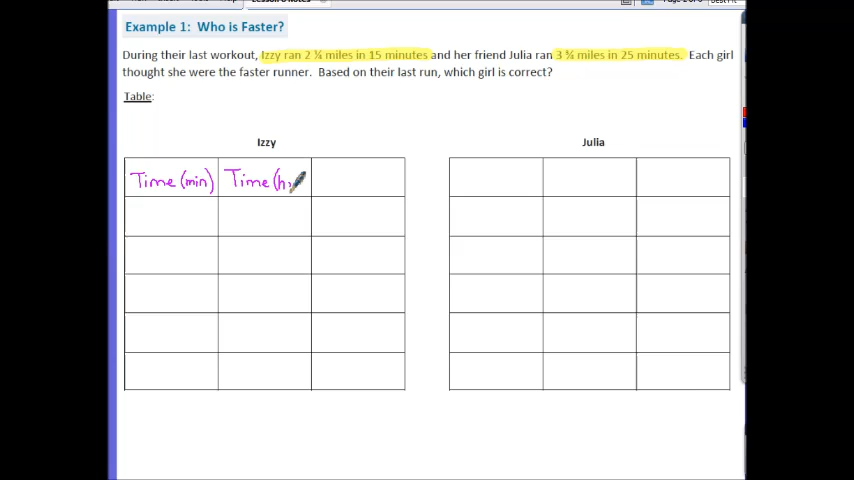 Example 1: Who is Faster?
During their last workout, Izzy ran 2 ¼ miles in 15 minutes and her friend Julia ran 3 ¾ miles in 25 minutes. Each girl
thought she were the faster runner. Based on their last run, which girl is correct?
Table:
Izzy
Julia
Time (min)
Time (h